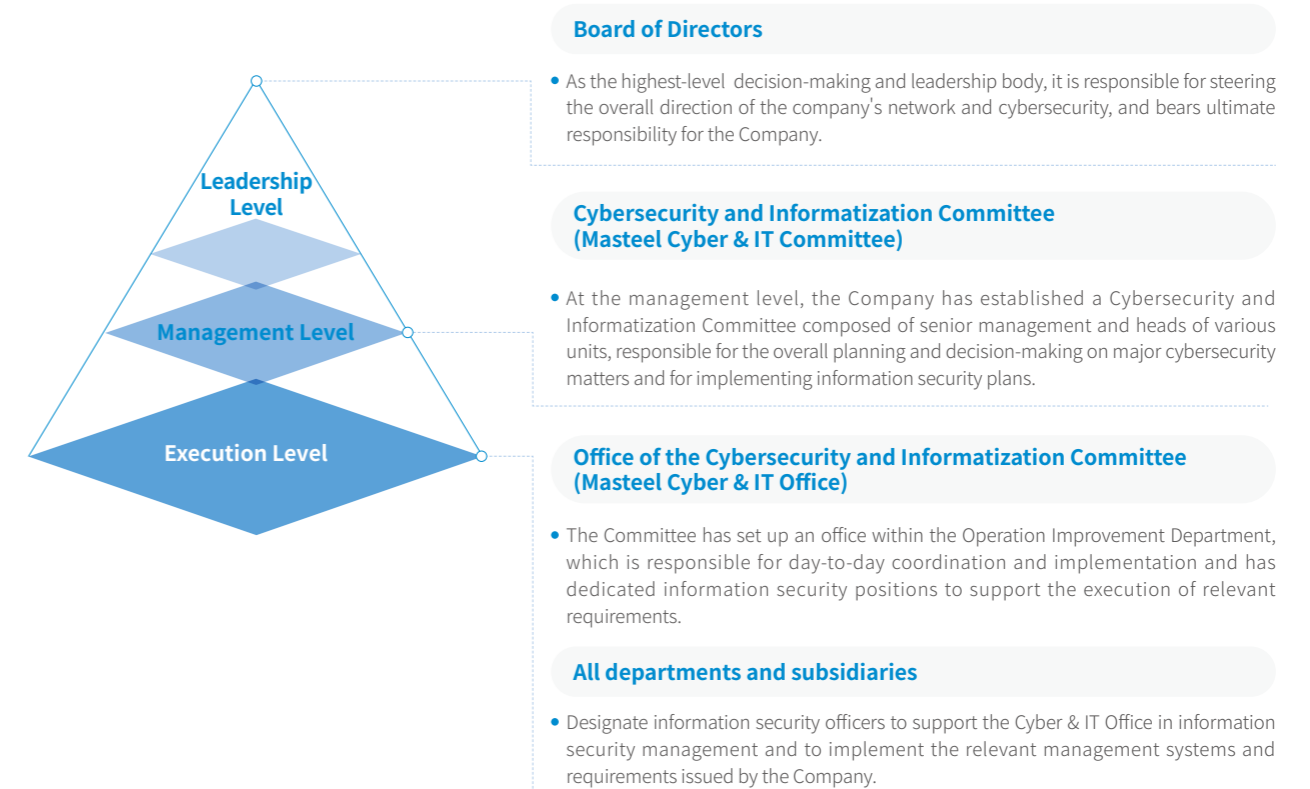 Board of Directors
• As the highest-level decision-making and leadership body, it is responsible for steering
the overall direction of the company's network and cybersecurity, and bears ultimate
responsibility for the Company.
Leadership
Level
Cybersecurity and Informatization Committee
(Masteel Cyber & IT Committee)
• At the management level, the Company has established a Cybersecurity and
Informatization Committee composed of senior management and heads of various
units, responsible for the overall planning and decision-making on major cybersecurity
matters and for implementing information security plans.
Management Level
Execution Level
Office of the Cybersecurity and Informatization Committee
(Masteel Cyber & IT Office)
• The Committee has set up an office within the Operation Improvement Department,
which is responsible for day-to-day coordination and implementation and has
dedicated information security positions to support the execution of relevant
requirements.
All departments and subsidiaries
• Designate information security officers to support the Cyber & IT Office in information
security management and to implement the relevant management systems and
requirements issued by the Company.